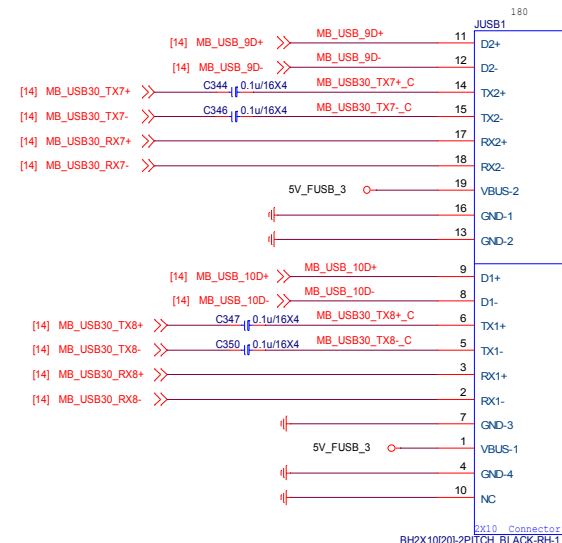 180
JUSB1
[14] MB_USB_9D+ MB_USB_9D+ 11 D2+
[14] MB_USB_9D- MB_USB_9D- 12 D2-
[14] MB_USB30_TX7+ C344 0.1u/16X4 MB_USB30_TX7+_C 14 TX2+
[14] MB_USB30_TX7- C346 0.1u/16X4 MB_USB30_TX7-_C 15 TX2-
[14] MB_USB30_RX7+ 17 RX2+
[14] MB_USB30_RX7- 18 RX2-
5V_FUSB_3 19 VBUS-2
16 GND-1
13 GND-2
[14] MB_USB_10D+ MB_USB_10D+ 9 D1+
[14] MB_USB_10D- MB_USB_10D- 8 D1-
[14] MB_USB30_TX8+ C347 0.1u/16X4 MB_USB30_TX8+_C 6 TX1+
[14] MB_USB30_TX8- C350 0.1u/16X4 MB_USB30_TX8-_C 5 TX1-
[14] MB_USB30_RX8+ 3 RX1+
[14] MB_USB30_RX8- 2 RX1-
7 GND-3
5V_FUSB_3 1 VBUS-1
4 GND-4
10 NC
2X10 Connector
BH2X10[20]-2PITCH_BLACK-RH-1